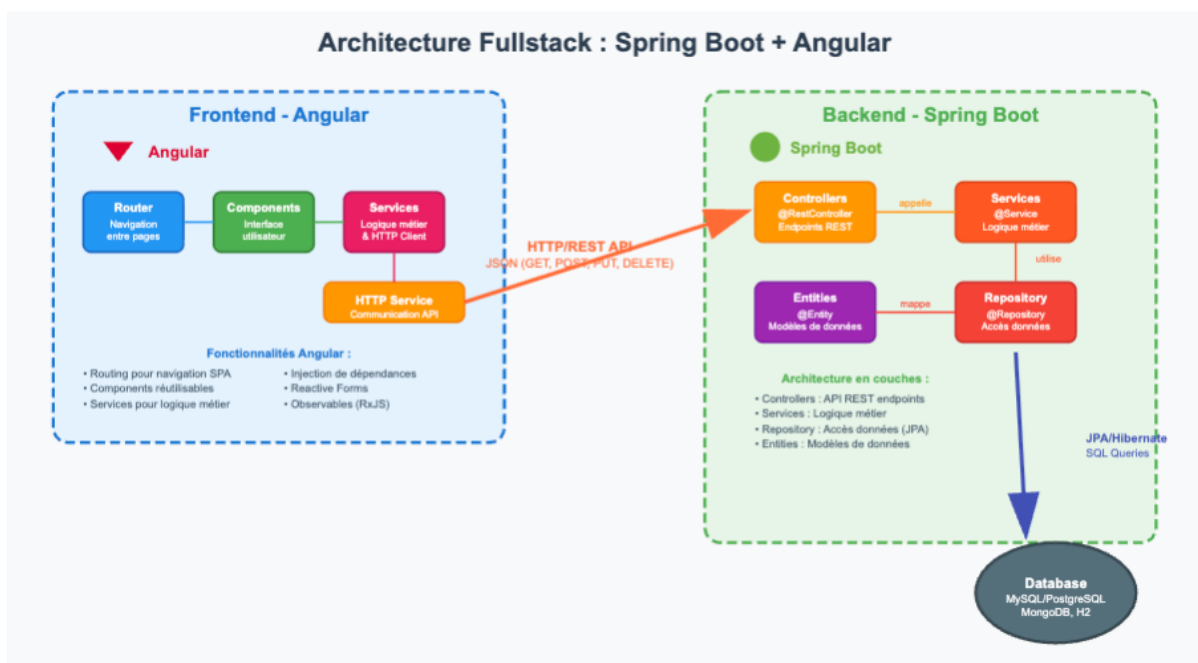 Architecture Fullstack : Spring Boot + Angular
Frontend - Angular
Angular
Router
Navigation
entre pages
Components
Interface
utilisateur
Services
Logique métier
& HTTP Client
HTTP Service
Communication API
Fonctionnalités Angular :
• Routing pour navigation SPA
• Components réutilisables
• Services pour logique métier
• Injection de dépendances
• Reactive Forms
• Observables (RxJS)
HTTP/REST API
JSON (GET, POST, PUT, DELETE)
Backend - Spring Boot
Spring Boot
Controllers
@RestController
Endpoints REST
appelle
Services
@Service
Logique métier
utilise
Entities
@Entity
Modèles de données
mappe
Repository
@Repository
Accès données
Architecture en couches :
• Controllers : API REST endpoints
• Services : Logique métier
• Repository : Accès données (JPA)
• Entities : Modèles de données
JPA/Hibernate
SQL Queries
Database
MySQL/PostgreSQL
MongoDB, H2